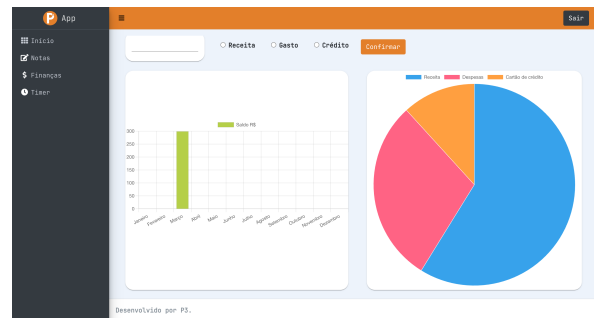 P App
Sair
Inicio
Notas
$ Finanças
Timer
Receita Gasto Crédito
Confirmar
Saldo R$
300
250
200
150
100
50
0
Janeiro Fevereiro Março Abril Maio Junho Julho Agosto Setembro Outubro Novembro Dezembro
Receita Despesas Cartão de crédito
Desenvolvido por P3.